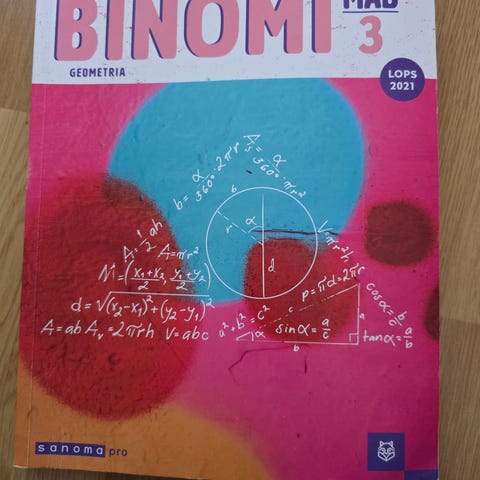 BINOMI MAB
3
GEOMETRIA
LOPS
2021
b = α/360° · 2πr
A = α/360° · πr²
b
α
r
d
A = 1/2 ah
A = πr²
V = πr²h
M = (x₁+x₂/2, y₁+y₂/2)
p = πd = 2πr
d = √(x₂-x₁)²+(y₂-y₁)²
A = ab Aᵥ = 2πrh V = abc
a²+b² = c²
c
a
α
b
sin α = a/c
cos α = b/c
tan α = a/b
sanoma pro